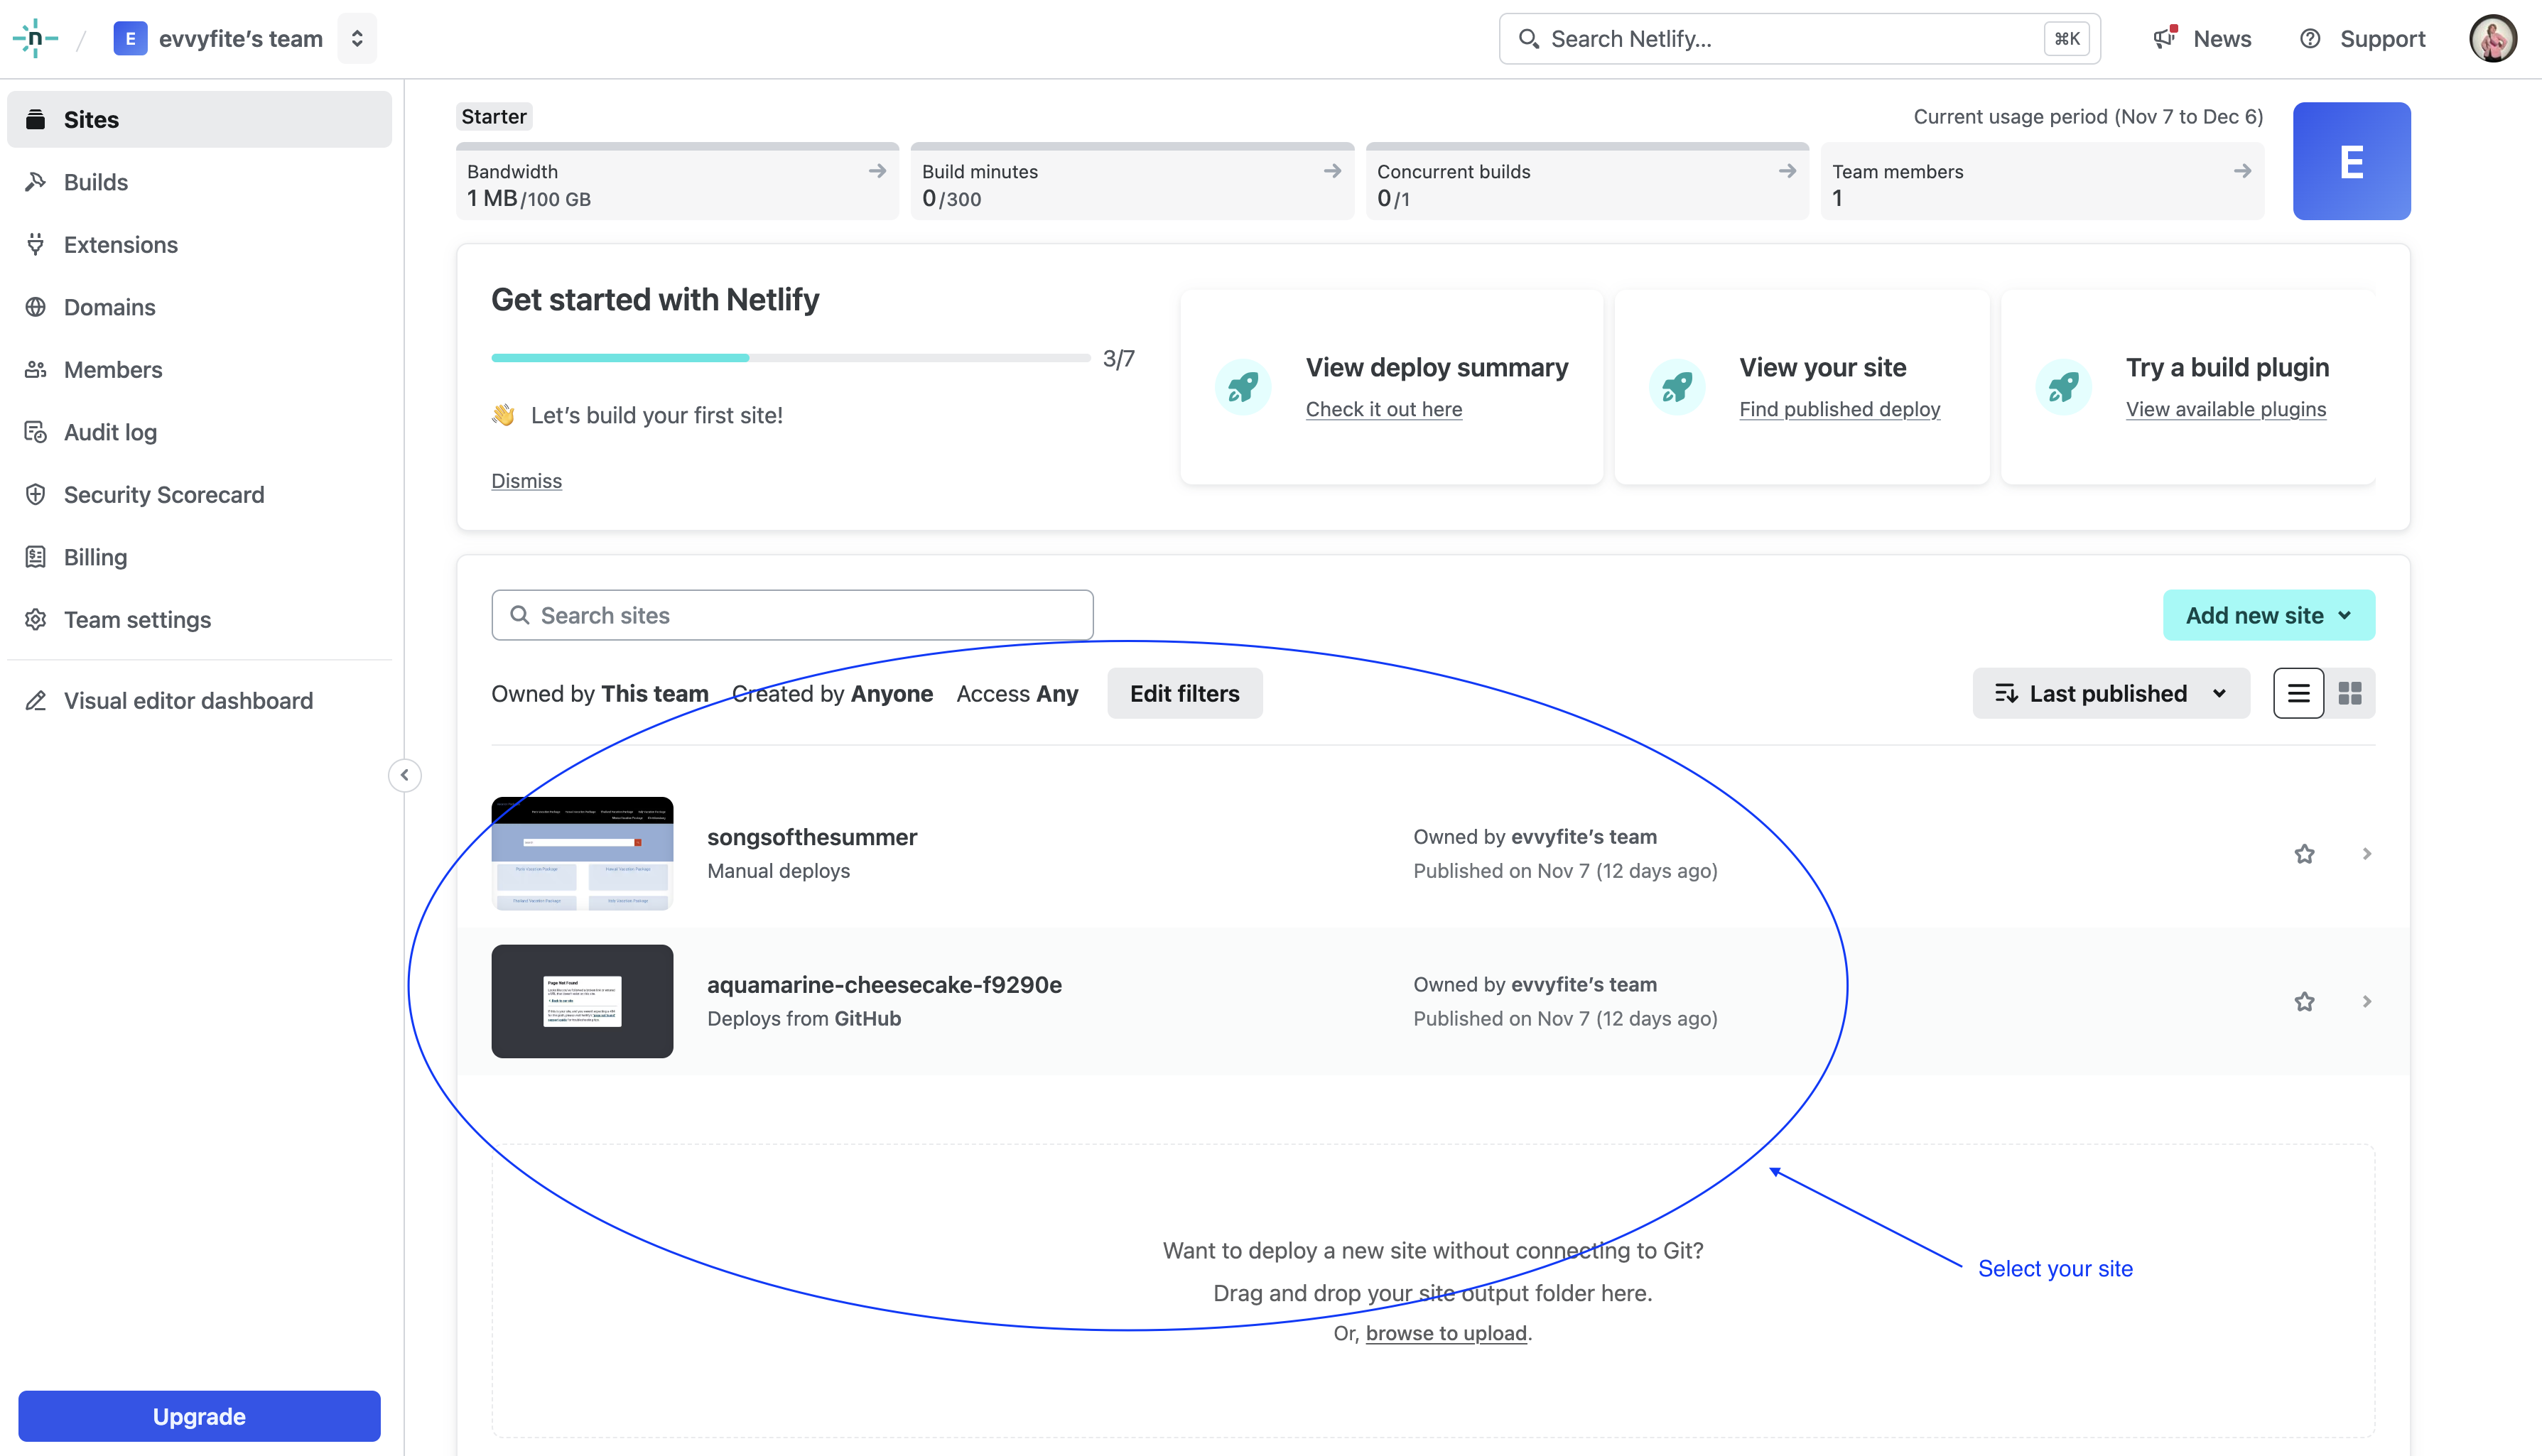 n
/
E
evvyfite’s team
Search Netlify...
⌘K
News
Support
Sites
Builds
Extensions
Domains
Members
Audit log
Security Scorecard
Billing
Team settings
Visual editor dashboard
Upgrade
Starter
Current usage period (Nov 7 to Dec 6)
Bandwidth
1 MB/100 GB
Build minutes
0/300
Concurrent builds
0/1
Team members
1
E
Get started with Netlify
3/7
👋 Let’s build your first site!
Dismiss
View deploy summary
Check it out here
View your site
Find published deploy
Try a build plugin
View available plugins
Search sites
Add new site
Owned by This team Created by Anyone Access Any
Edit filters
Last published
songsofthesummer
Manual deploys
Owned by evvyfite’s team
Published on Nov 7 (12 days ago)
Page Not Found
aquamarine-cheesecake-f9290e
Deploys from GitHub
Owned by evvyfite’s team
Published on Nov 7 (12 days ago)
Want to deploy a new site without connecting to Git?
Drag and drop your site output folder here.
Or, browse to upload.
Select your site